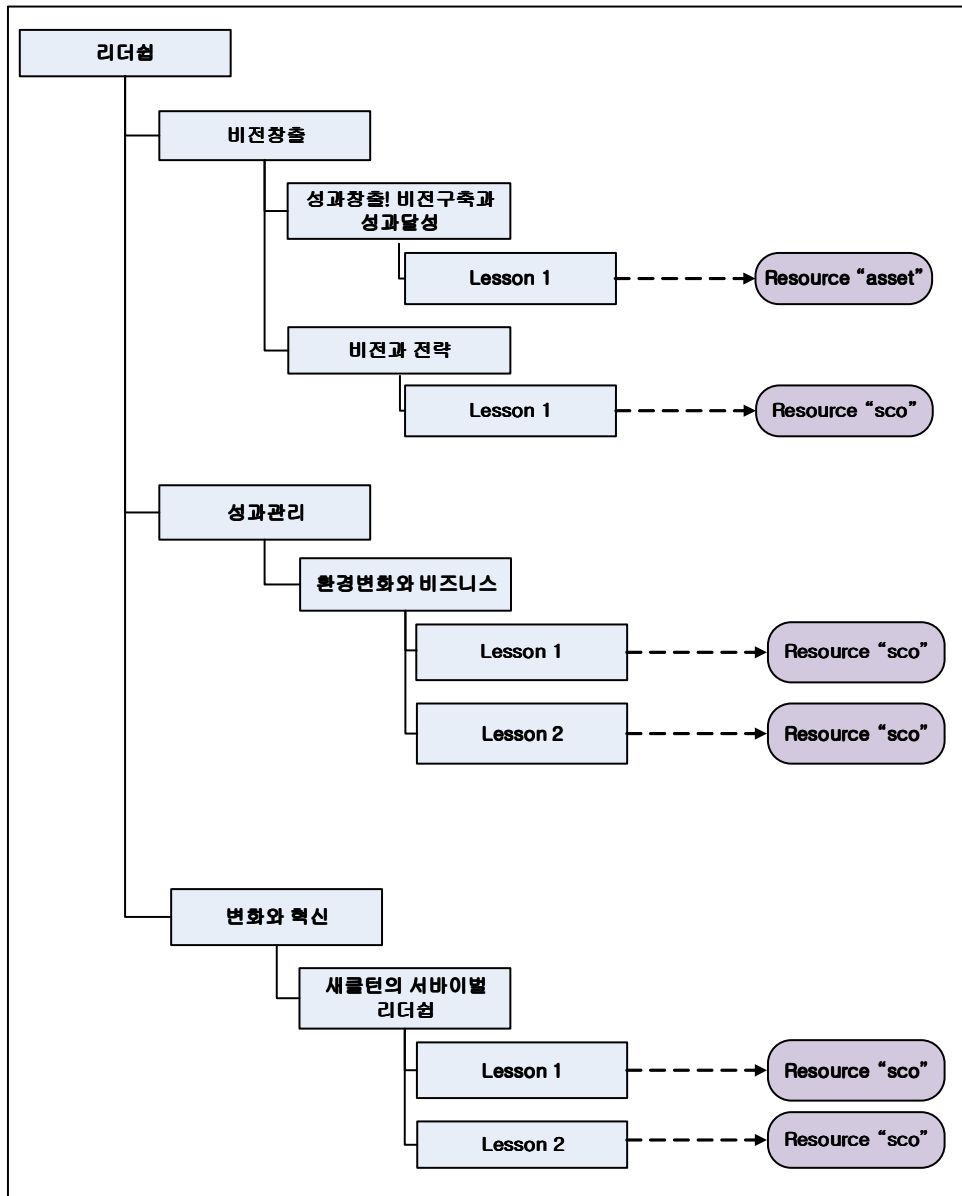 리더쉽
비전창출
성과창출! 비전구축과
성과달성
Lesson 1
Resource “asset”
비전과 전략
Lesson 1
Resource “sco”
성과관리
환경변화와 비즈니스
Lesson 1
Resource “sco”
Lesson 2
Resource “sco”
변화와 혁신
새클턴의 서바이벌
리더쉽
Lesson 1
Resource “sco”
Lesson 2
Resource “sco”